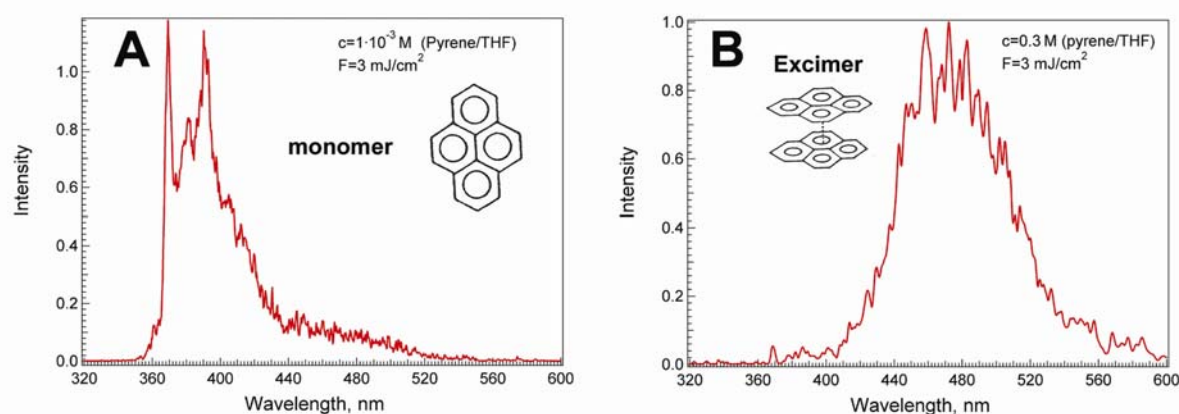 A
c=1·10⁻³ M (Pyrene/THF)
F=3 mJ/cm²
monomer
Intensity
1.0
0.8
0.6
0.4
0.2
0.0
320 360 400 440 480 520 560 600
Wavelength, nm
B
c=0.3 M (pyrene/THF)
F=3 mJ/cm²
Excimer
Intensity
1.0
0.8
0.6
0.4
0.2
0.0
320 360 400 440 480 520 560 600
Wavelength, nm